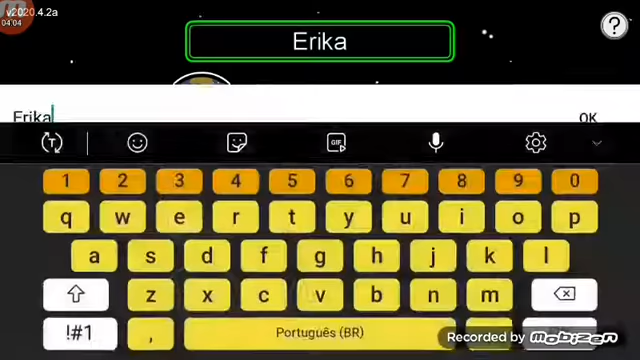 v2020.4.2a
04:04
Erika
?
Erika
OK
T
GIF
1 2 3 4 5 6 7 8 9 0
q w e r t y u i o p
a s d f g h j k l
z x c v b n m
!#1 , Português (BR)
Recorded by mobizen